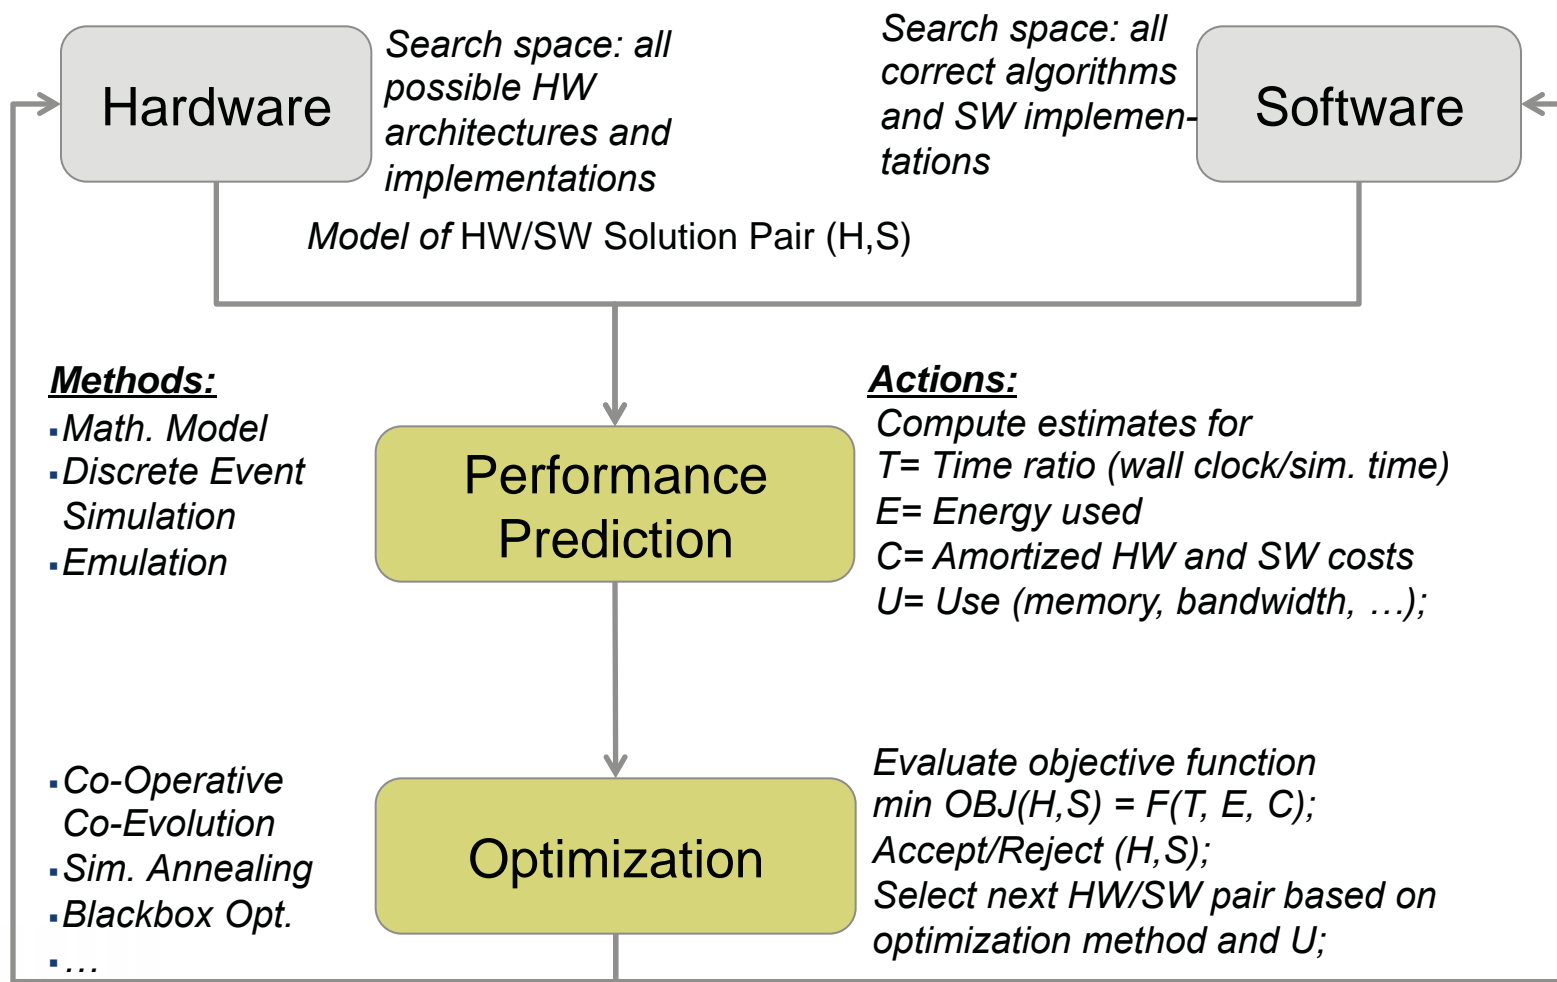 Hardware
Search space: all
possible HW
architectures and
implementations
Search space: all
correct algorithms
and SW implemen-
tations
Software
Model of HW/SW Solution Pair (H,S)
Methods:
▪Math. Model
▪Discrete Event
Simulation
▪Emulation
Performance
Prediction
Actions:
Compute estimates for
T= Time ratio (wall clock/sim. time)
E= Energy used
C= Amortized HW and SW costs
U= Use (memory, bandwidth, …);
▪Co-Operative
Co-Evolution
▪Sim. Annealing
▪Blackbox Opt.
▪…
Optimization
Evaluate objective function
min OBJ(H,S) = F(T, E, C);
Accept/Reject (H,S);
Select next HW/SW pair based on
optimization method and U;